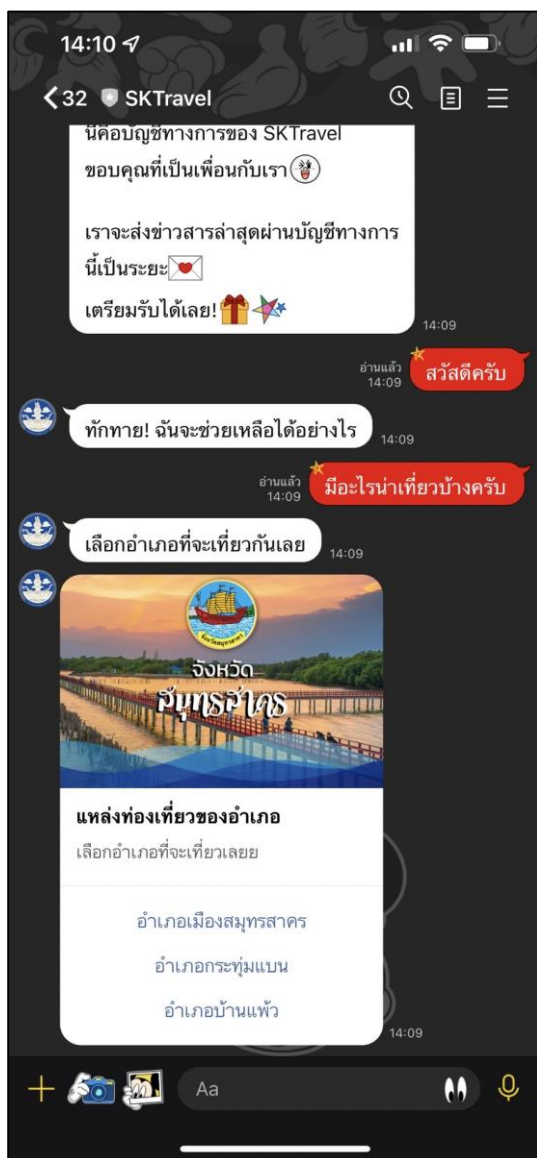 14:10
32 SKTravel
นี่คือบัญชีทางการของ SKTravel
ขอบคุณที่เป็นเพื่อนกับเรา
เราจะส่งข่าวสารล่าสุดผ่านบัญชีทางการ
นี้เป็นระยะ
เตรียมรับได้เลย!
14:09
อ่านแล้ว
14:09
สวัสดีครับ
ทักทาย! ฉันจะช่วยเหลือได้อย่างไร
14:09
อ่านแล้ว
14:09
มีอะไรน่าเที่ยวบ้างครับ
เลือกอำเภอที่จะเที่ยวกันเลย
14:09
จังหวัด
สมุทรสาคร
แหล่งท่องเที่ยวของอำเภอ
เลือกอำเภอที่จะเที่ยวเลยย
อำเภอเมืองสมุทรสาคร
อำเภอกระทุ่มแบน
อำเภอบ้านแพ้ว
14:09
Aa